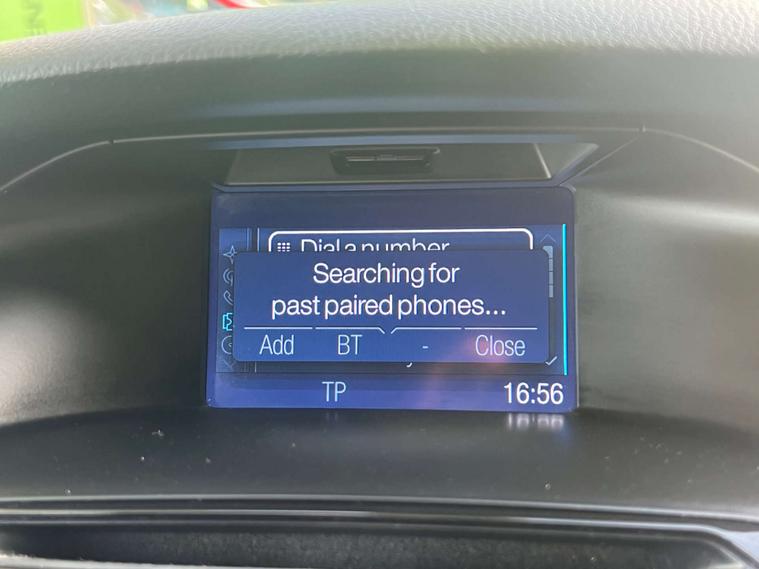 Dial a number
Searching for
past paired phones...
Add BT - Close
TP 16:56